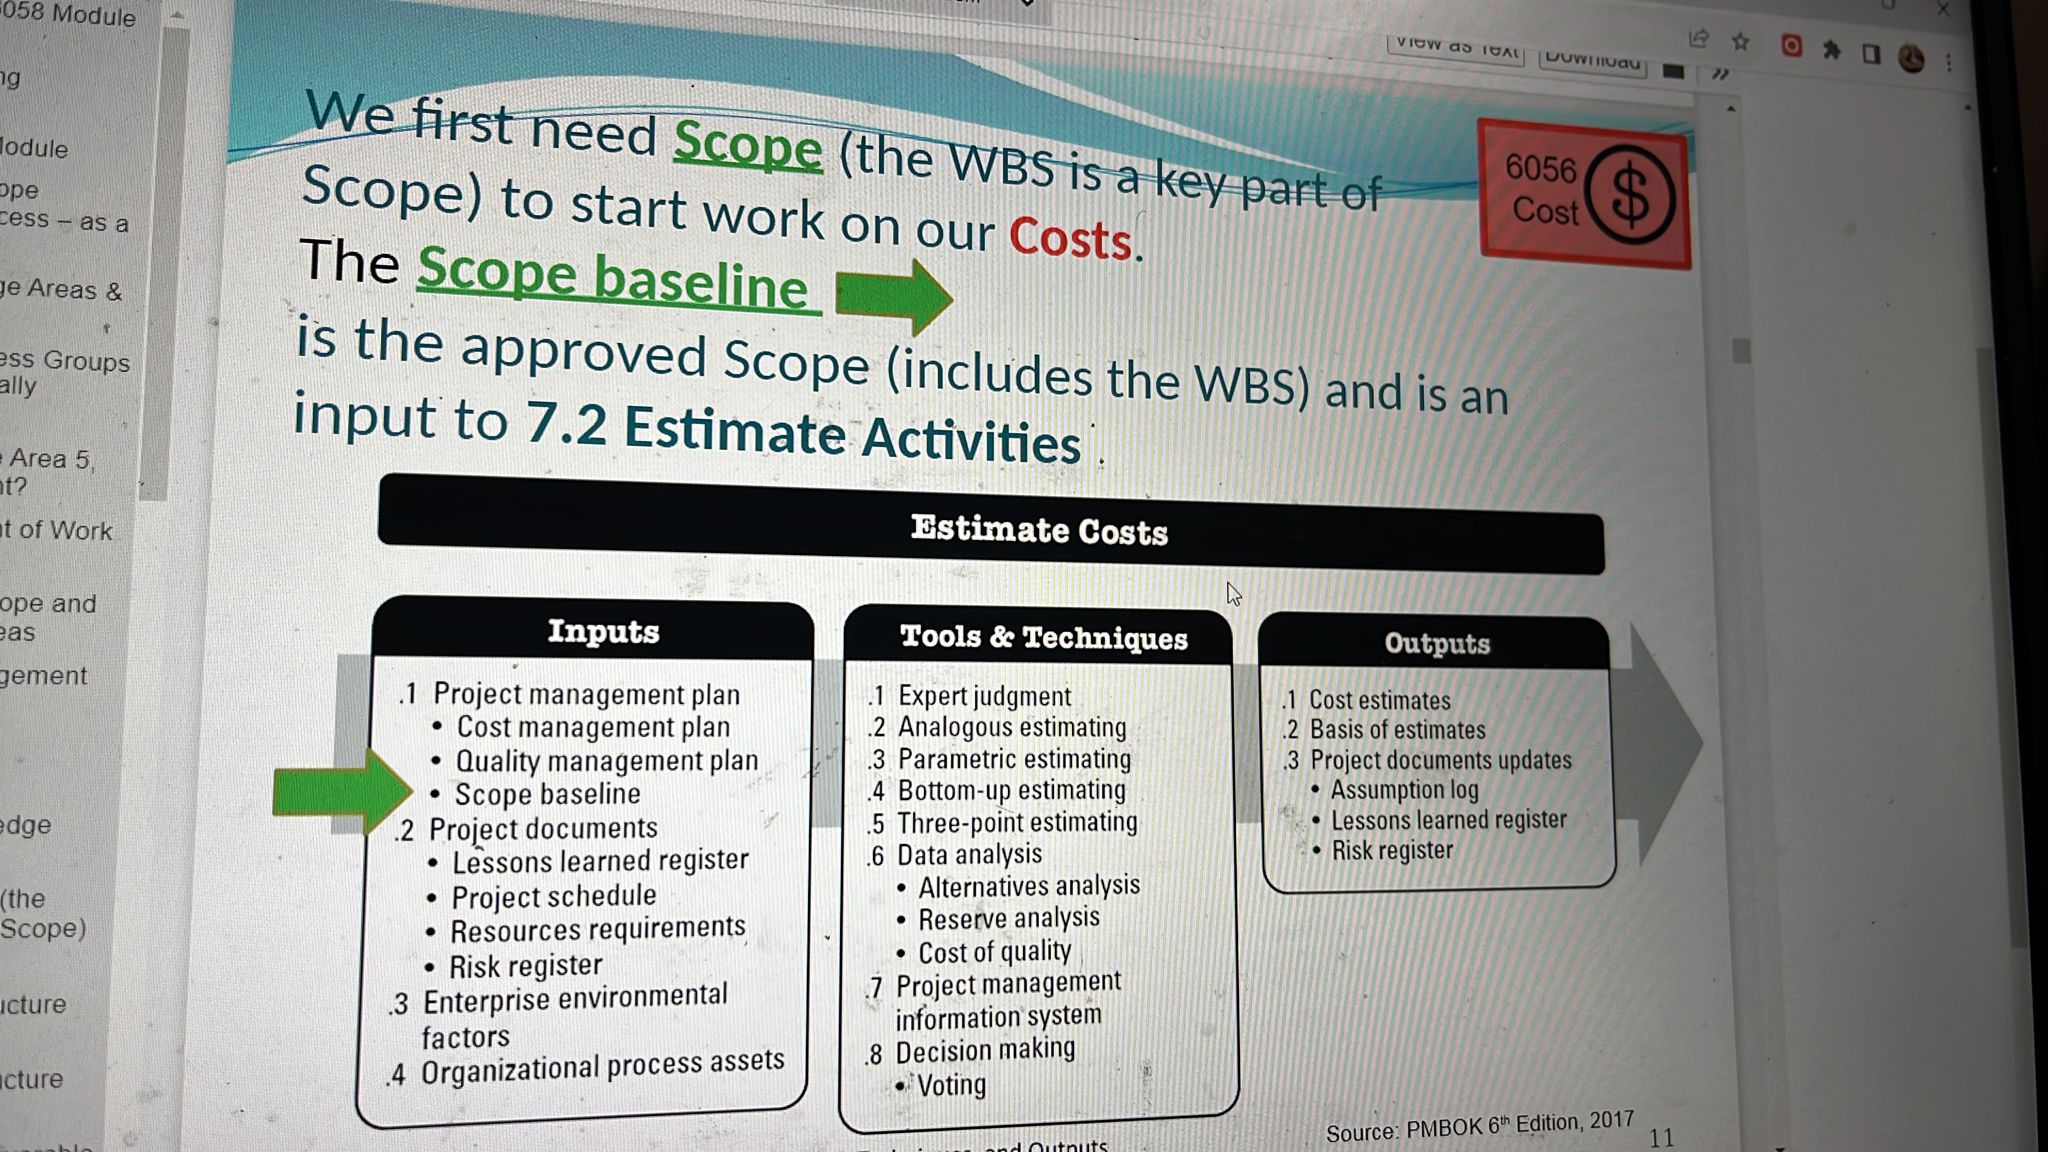 6058 Module
ng
Module
ope
cess – as a
ge Areas &
ess Groups
ally
e Area 5,
nt?
nt of Work
ope and
eas
gement
edge
(the
Scope)
ucture
ucture
View as Text Download
We first need Scope (the WBS is a key part of
Scope) to start work on our Costs.
The Scope baseline
is the approved Scope (includes the WBS) and is an
input to 7.2 Estimate Activities .
6056
Cost
$
Estimate Costs
Inputs
.1 Project management plan
• Cost management plan
• Quality management plan
• Scope baseline
.2 Project documents
• Lessons learned register
• Project schedule
• Resources requirements
• Risk register
.3 Enterprise environmental
factors
.4 Organizational process assets
Tools & Techniques
.1 Expert judgment
.2 Analogous estimating
.3 Parametric estimating
.4 Bottom-up estimating
.5 Three-point estimating
.6 Data analysis
• Alternatives analysis
• Reserve analysis
• Cost of quality
.7 Project management
information system
.8 Decision making
• Voting
Outputs
.1 Cost estimates
.2 Basis of estimates
.3 Project documents updates
• Assumption log
• Lessons learned register
• Risk register
and Outputs
Source: PMBOK 6th Edition, 2017
11